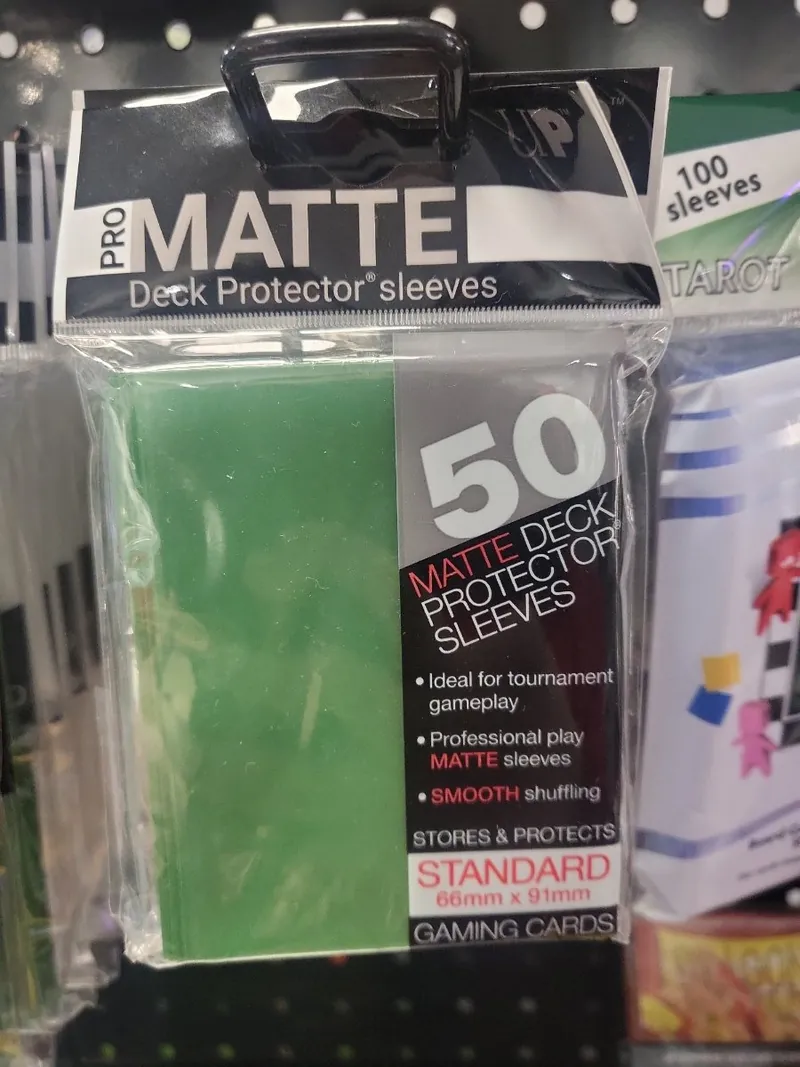 UP™
PRO
MATTE
Deck Protector® sleeves
50
MATTE DECK
PROTECTOR®
SLEEVES
• Ideal for tournament
gameplay
• Professional play
MATTE sleeves
• SMOOTH shuffling
STORES & PROTECTS
STANDARD
66mm x 91mm
GAMING CARDS
100
sleeves
TAROT